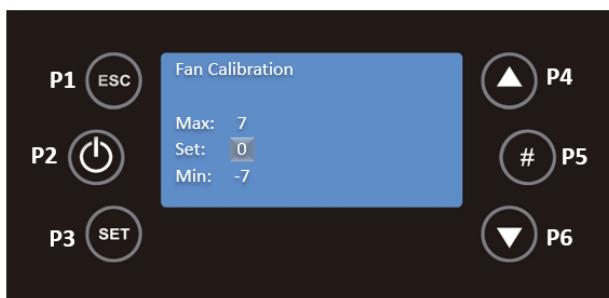 P1 ESC
P2
P3 SET
Fan Calibration
Max: 7
Set: 0
Min: -7
P4
# P5
P6